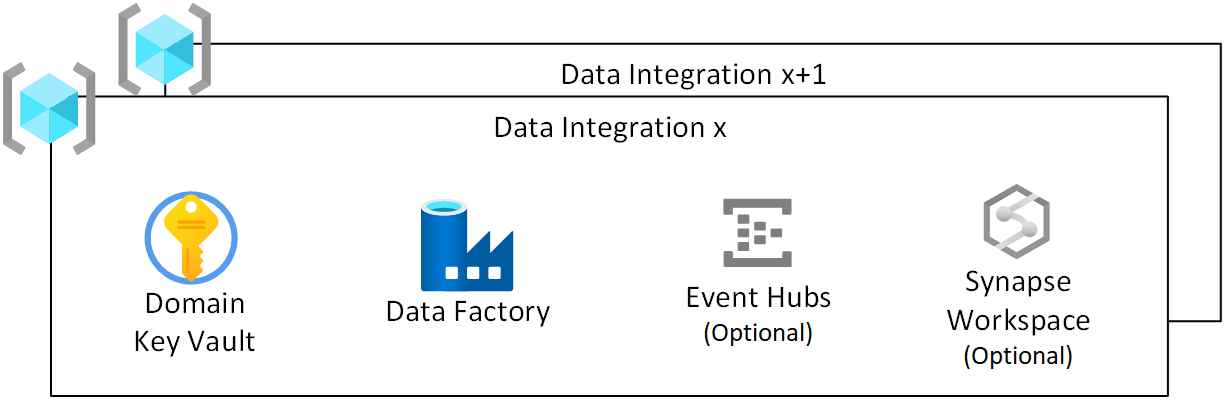 Data Integration x+1
Data Integration x
Domain
Key Vault
Data Factory
Event Hubs
(Optional)
Synapse
Workspace
(Optional)